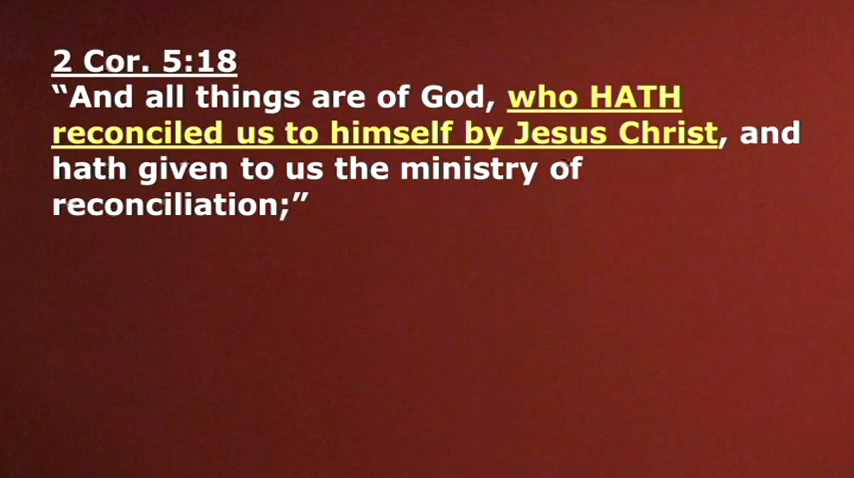 2 Cor. 5:18
“And all things are of God, who HATH
reconciled us to himself by Jesus Christ, and
hath given to us the ministry of
reconciliation;”